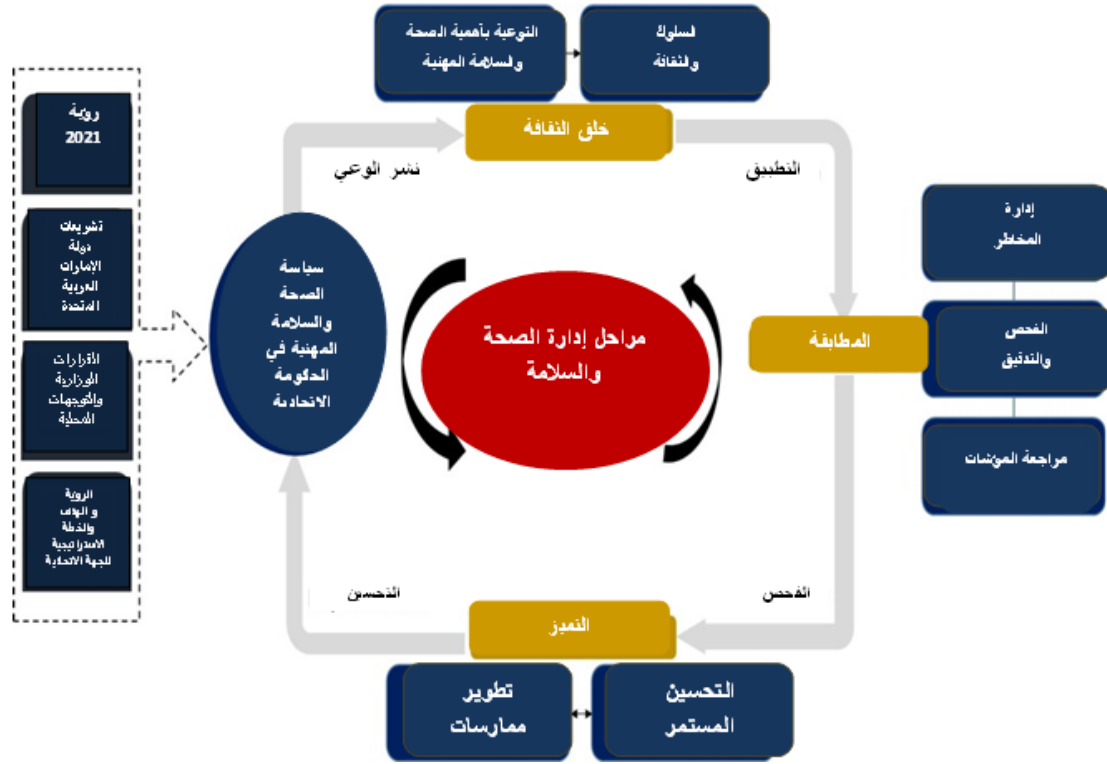 التوعية بأهمية الصحة
والسلامة المهنية
السلوك
والثقافة
خلق الثقافة
نشر الوعي
التطبيق
رؤية
2021
تشريعات
دولة
الإمارات
العربية
المتحدة
القرارات
الوزارية
والتوجهات
المحلية
الرؤية
و الهدف
والخطة
الاستراتيجية
للجهة الاتحادية
سياسة
الصحة
والسلامة
المهنية في
الحكومة
الاتحادية
مراحل إدارة الصحة
والسلامة
إدارة
المخاطر
المطابقة
الفحص
والتدقيق
مراجعة المؤشات
التحسين
الفحص
التميز
تطوير
ممارسات
التحسين
المستمر